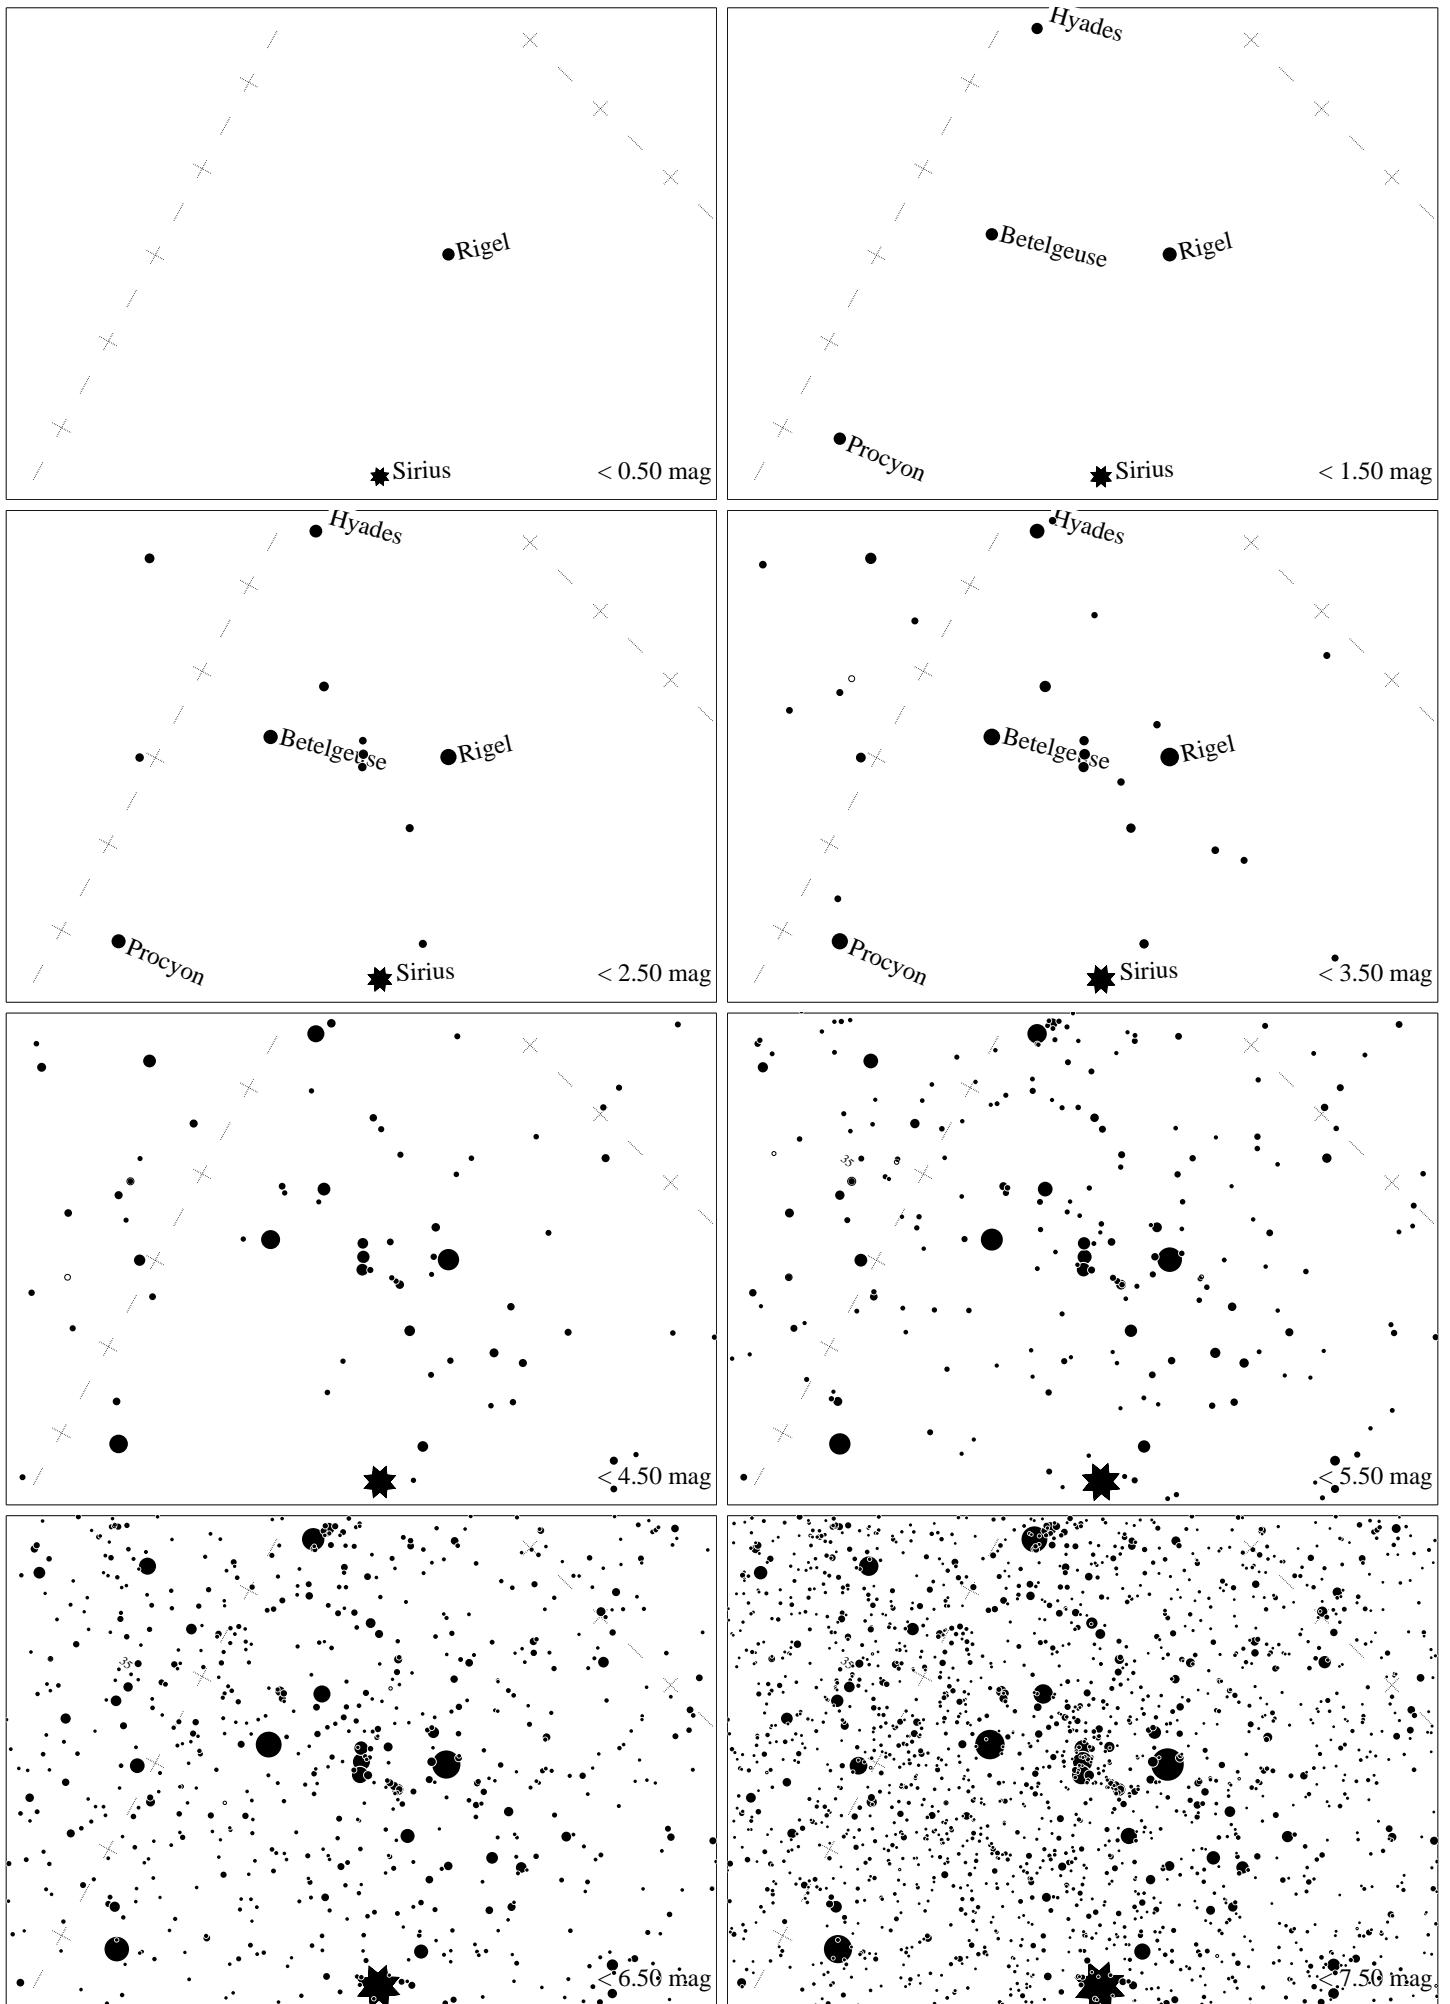 Rigel
Sirius
< 0.50 mag
Hyades
Betelgeuse
Rigel
Procyon
Sirius
< 1.50 mag
Hyades
Betelgeuse
Rigel
Procyon
Sirius
< 2.50 mag
Hyades
Betelgeuse
Rigel
Procyon
Sirius
< 3.50 mag
< 4.50 mag
35
< 5.50 mag
35
< 6.50 mag
35
< 7.50 mag